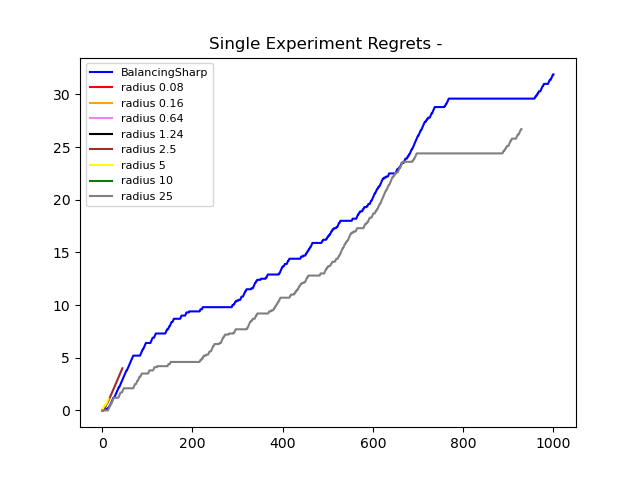 Single Experiment Regrets -
BalancingSharp
radius 0.08
radius 0.16
radius 0.64
radius 1.24
radius 2.5
radius 5
radius 10
radius 25
30
25
20
15
10
5
0
0 200 400 600 800 1000